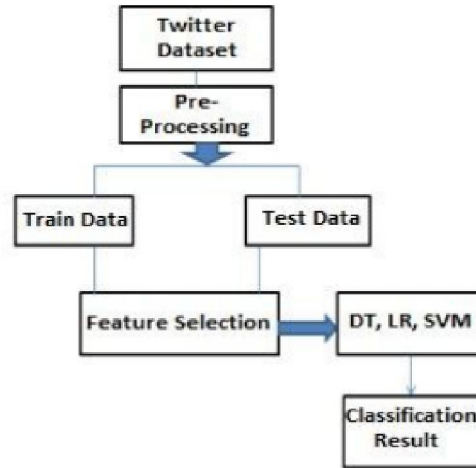 Twitter
Dataset
Pre-
Processing
Train Data
Test Data
Feature Selection
DT, LR, SVM
Classification
Result